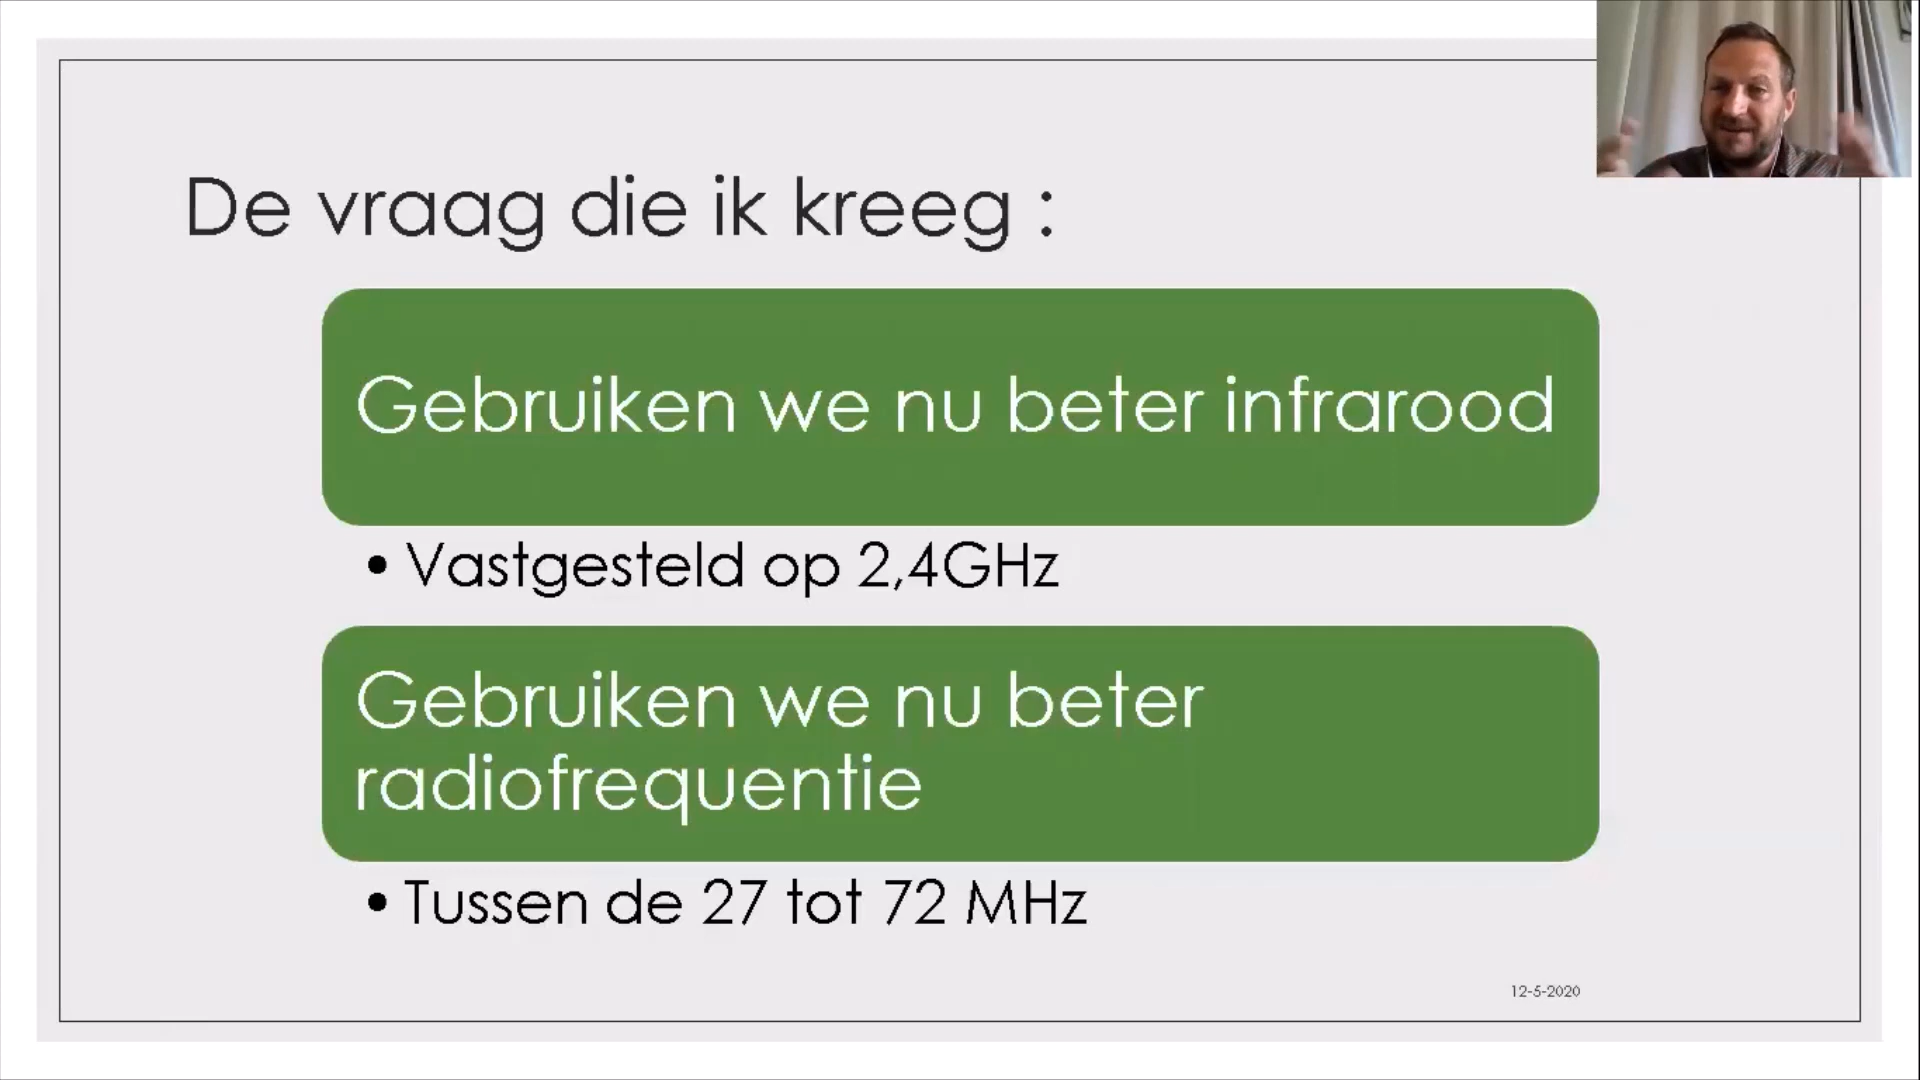 De vraag die ik kreeg :
Gebruiken we nu beter infrarood
• Vastgesteld op 2,4GHz
Gebruiken we nu beter
radiofrequentie
• Tussen de 27 tot 72 MHz
12-5-2020